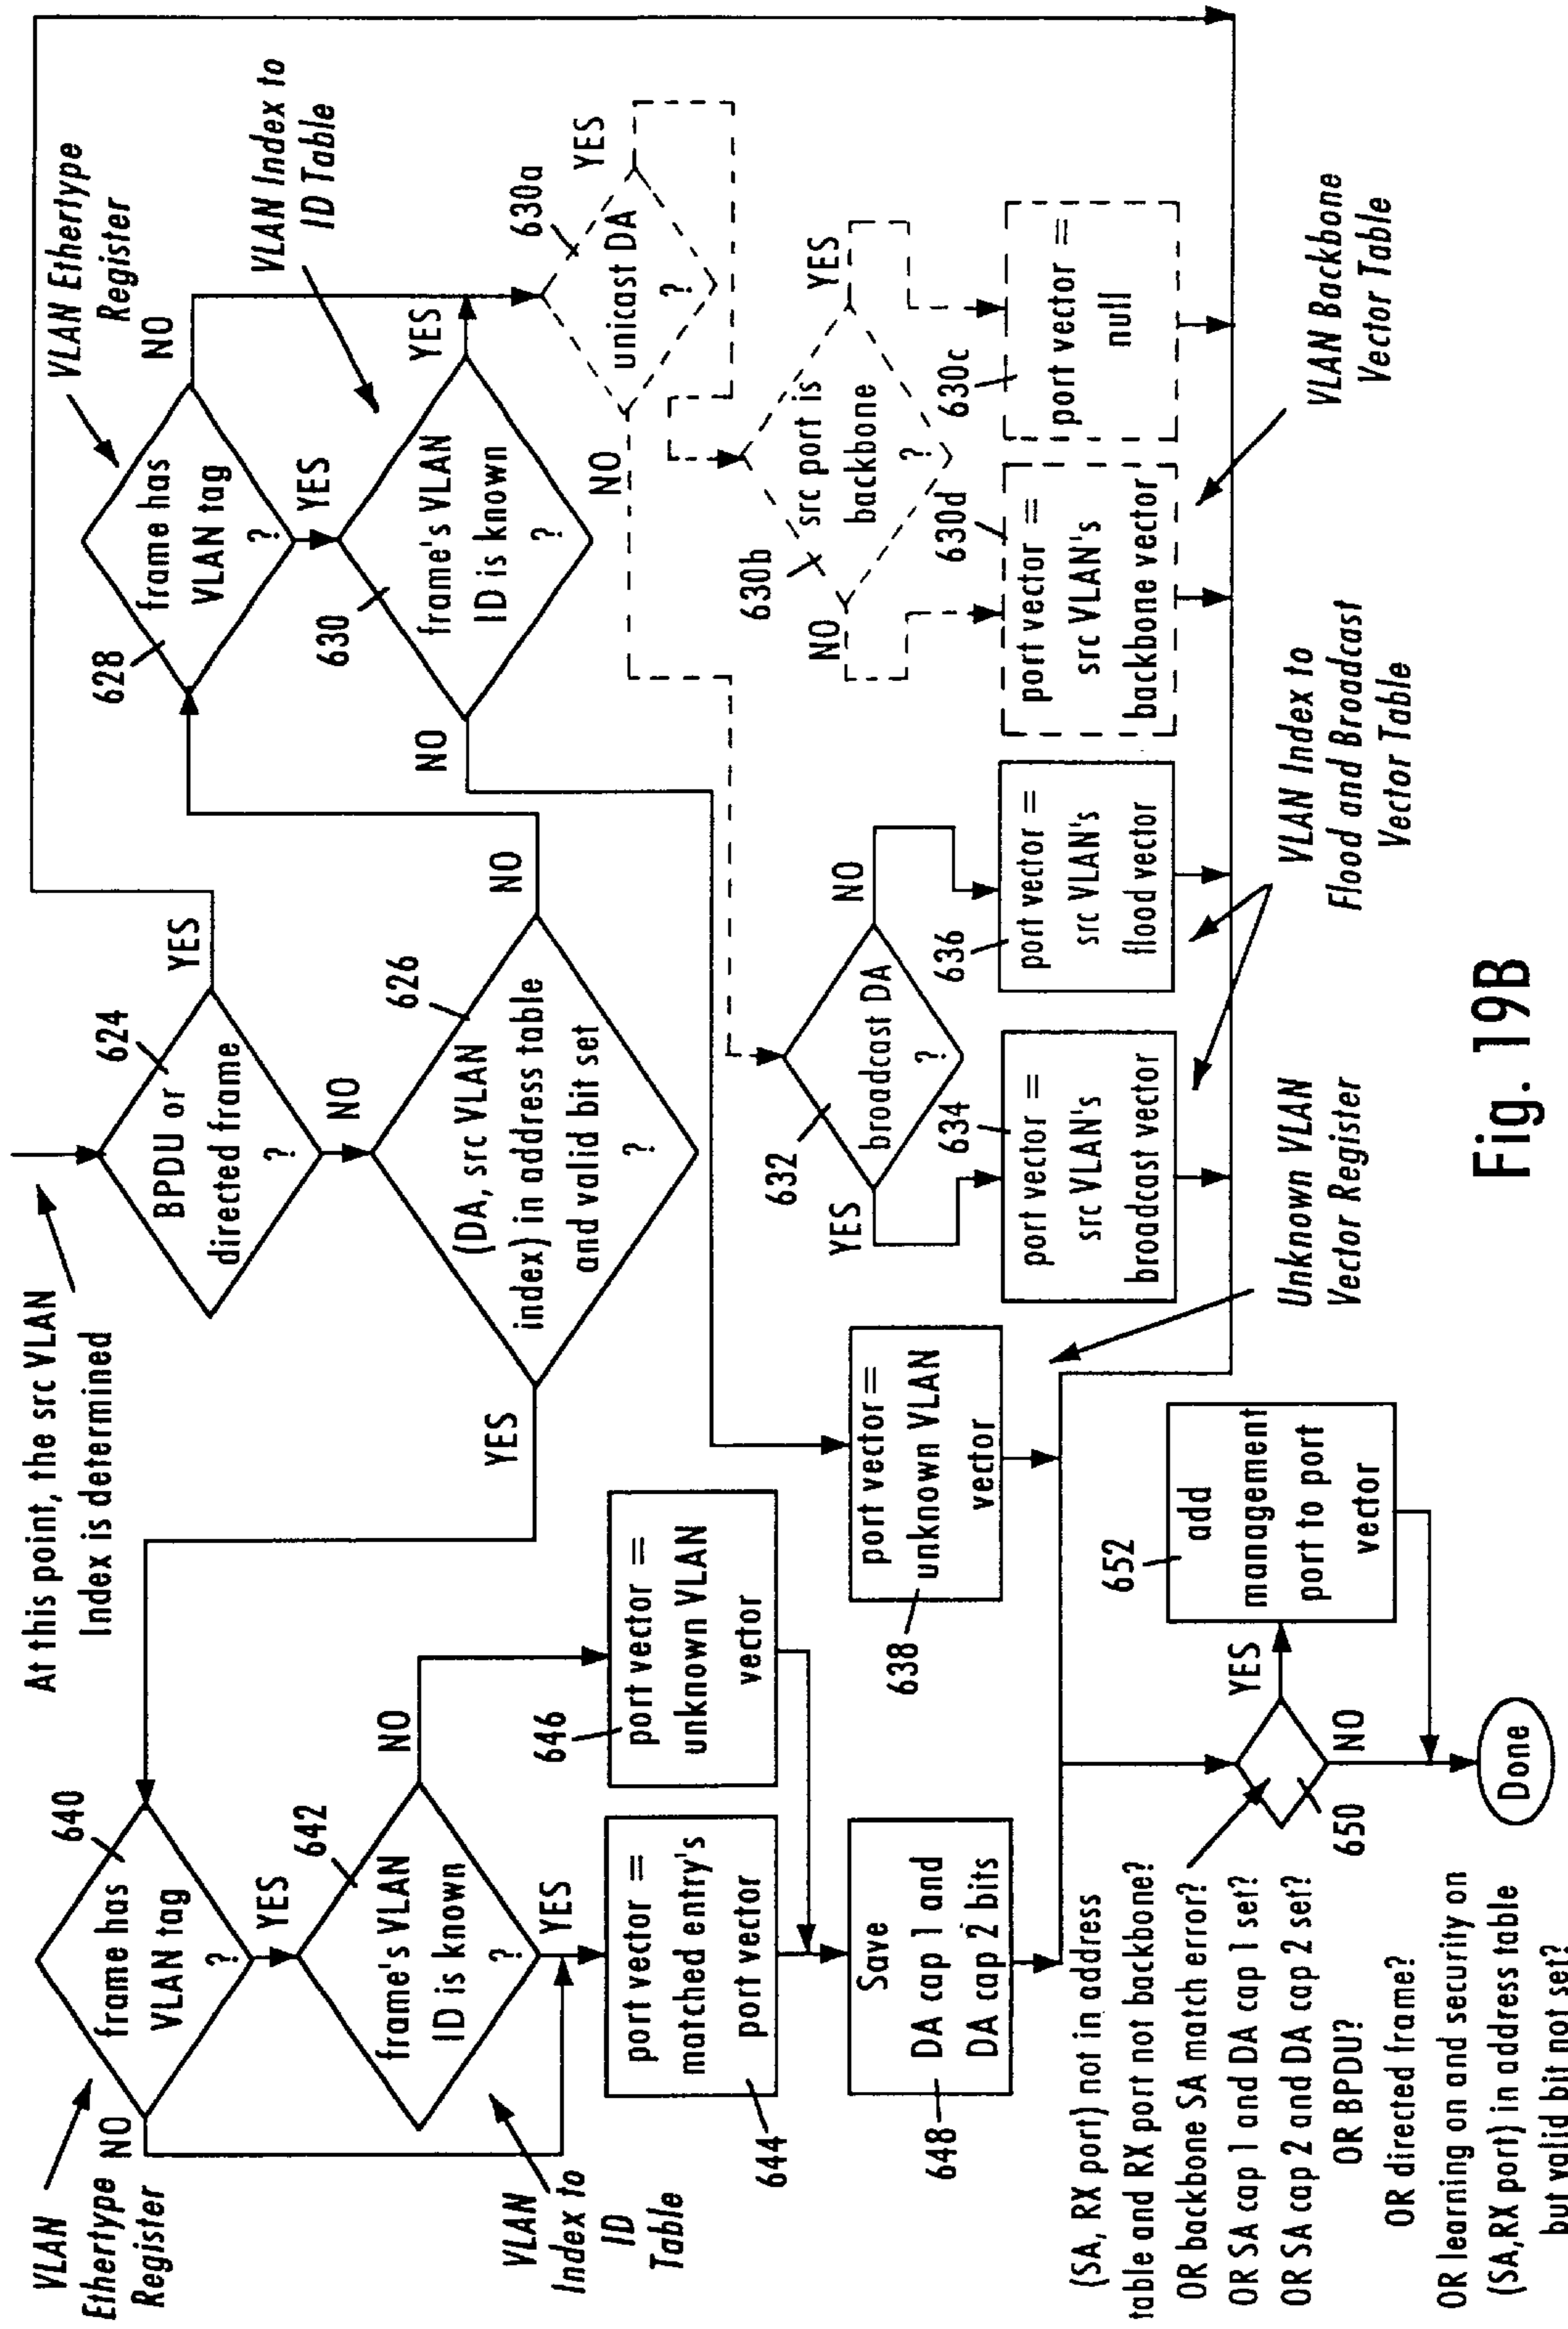 At this point, the src VLAN
Index is determined
624
BPDU or
directed frame
?
YES
NO
626
(DA, src VLAN
index) in address table
and valid bit set
?
YES
NO
VLAN Ethertype
Register
628
frame has
VLAN tag
?
NO
YES
VLAN Index to
ID Table
630
frame's VLAN
ID is known
?
YES
NO
630a
unicast DA
?
YES
NO
630b
src port is
backbone
?
YES
NO
630c
port vector =
null
630d
port vector =
src VLAN's
backbone vector
VLAN Backbone
Vector Table
632
broadcast DA
?
YES
NO
634
port vector =
src VLAN's
broadcast vector
636
port vector =
src VLAN's
flood vector
VLAN Index to
Flood and Broadcast
Vector Table
638
port vector =
unknown VLAN
vector
Unknown VLAN
Vector Register
VLAN
Ethertype
Register
640
frame has
VLAN tag
?
NO
YES
VLAN
Index to
ID
Table
642
frame's VLAN
ID is known
?
YES
NO
644
port vector =
matched entry's
port vector
646
port vector =
unknown VLAN
vector
648
Save
DA cap 1 and
DA cap 2 bits
(SA, RX port) not in address
table and RX port not backbone?
OR backbone SA match error?
OR SA cap 1 and DA cap 1 set?
OR SA cap 2 and DA cap 2 set?
OR BPDU?
OR directed frame?
OR learning on and security on
(SA,RX port) in address table
but valid bit not set?
650
YES
NO
652
add
management
port to port
vector
Done
Fig. 19B